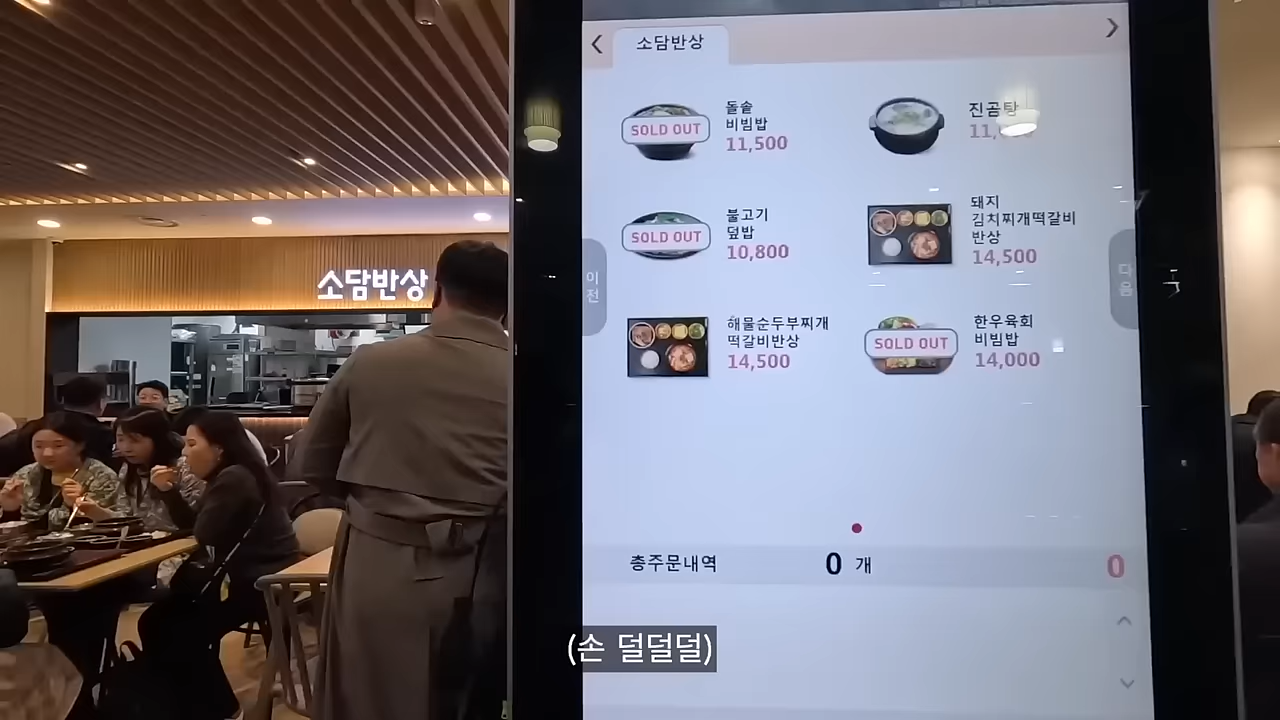 소담반상
소담반상
SOLD OUT
돌솥
비빔밥
11,500
진곰탕
11,
SOLD OUT
불고기
덮밥
10,800
돼지
김치찌개떡갈비
반상
14,500
해물순두부찌개
떡갈비반상
14,500
SOLD OUT
한우육회
비빔밥
14,000
이전
다음
총주문내역
0 개
0
(손 덜덜덜)